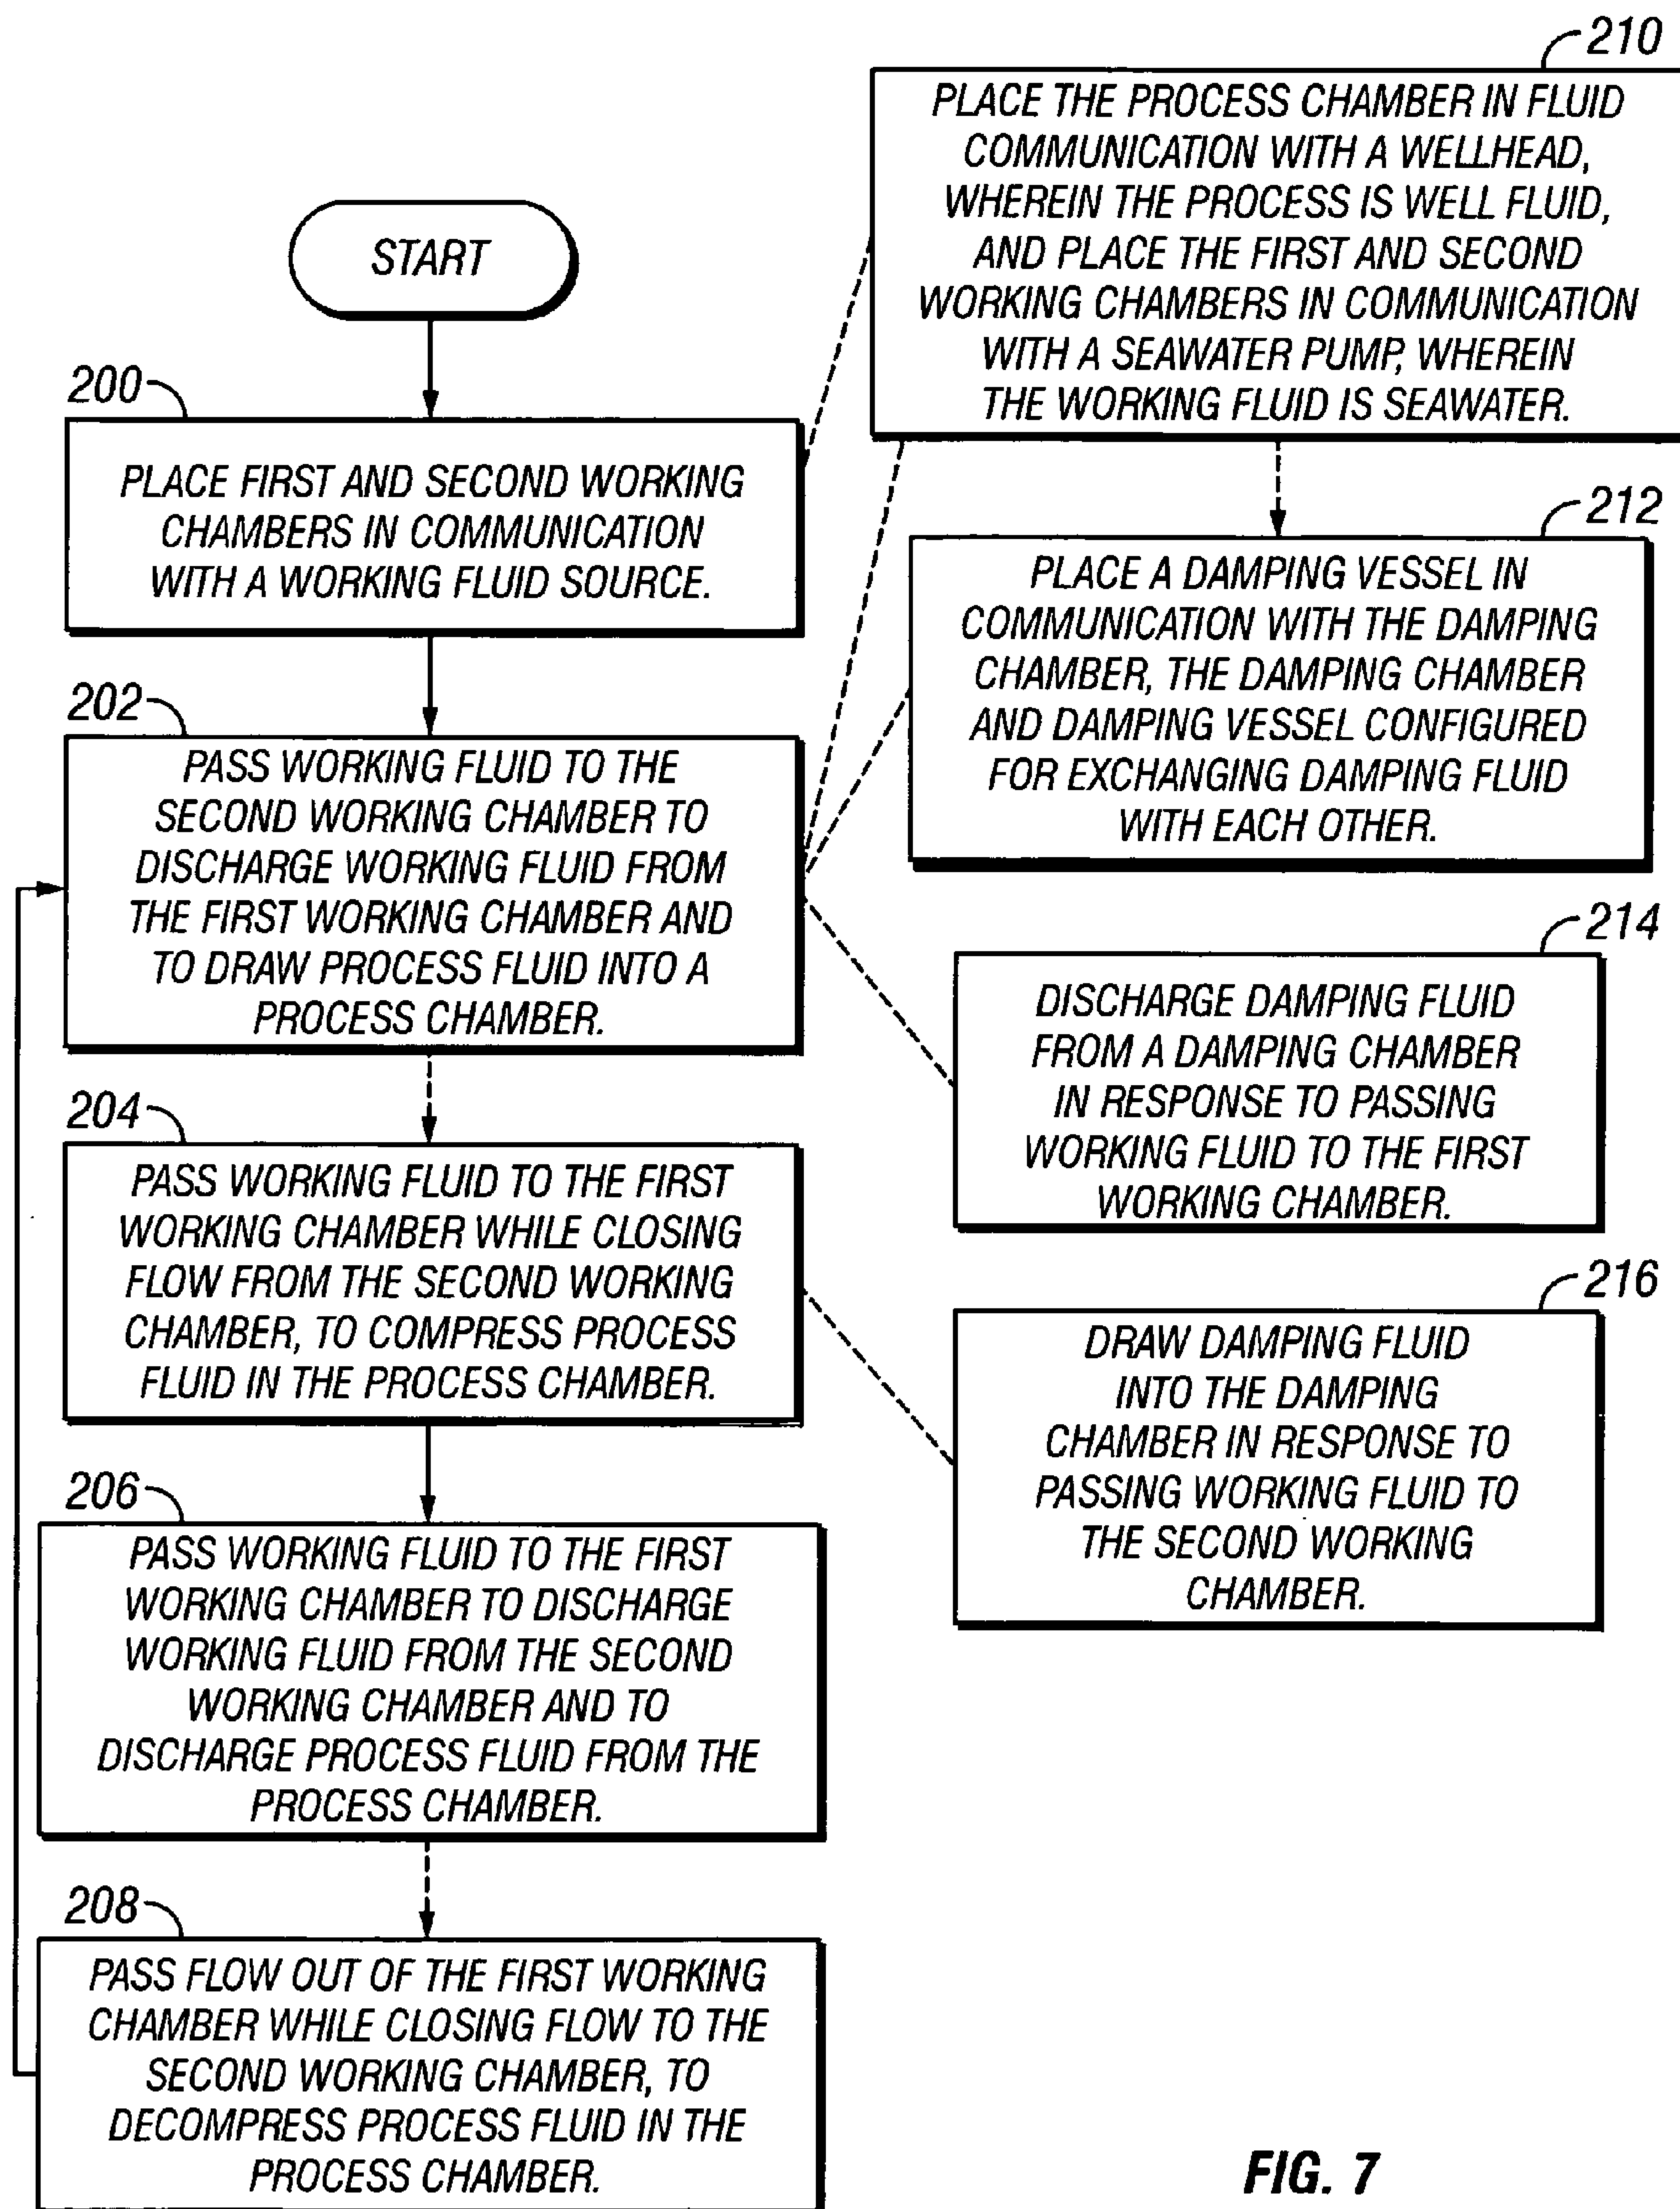 START
200
PLACE FIRST AND SECOND WORKING
CHAMBERS IN COMMUNICATION
WITH A WORKING FLUID SOURCE.
202
PASS WORKING FLUID TO THE
SECOND WORKING CHAMBER TO
DISCHARGE WORKING FLUID FROM
THE FIRST WORKING CHAMBER AND
TO DRAW PROCESS FLUID INTO A
PROCESS CHAMBER.
204
PASS WORKING FLUID TO THE FIRST
WORKING CHAMBER WHILE CLOSING
FLOW FROM THE SECOND WORKING
CHAMBER, TO COMPRESS PROCESS
FLUID IN THE PROCESS CHAMBER.
206
PASS WORKING FLUID TO THE FIRST
WORKING CHAMBER TO DISCHARGE
WORKING FLUID FROM THE SECOND
WORKING CHAMBER AND TO
DISCHARGE PROCESS FLUID FROM THE
PROCESS CHAMBER.
208
PASS FLOW OUT OF THE FIRST WORKING
CHAMBER WHILE CLOSING FLOW TO THE
SECOND WORKING CHAMBER, TO
DECOMPRESS PROCESS FLUID IN THE
PROCESS CHAMBER.
210
PLACE THE PROCESS CHAMBER IN FLUID
COMMUNICATION WITH A WELLHEAD,
WHEREIN THE PROCESS IS WELL FLUID,
AND PLACE THE FIRST AND SECOND
WORKING CHAMBERS IN COMMUNICATION
WITH A SEAWATER PUMP, WHEREIN
THE WORKING FLUID IS SEAWATER.
212
PLACE A DAMPING VESSEL IN
COMMUNICATION WITH THE DAMPING
CHAMBER, THE DAMPING CHAMBER
AND DAMPING VESSEL CONFIGURED
FOR EXCHANGING DAMPING FLUID
WITH EACH OTHER.
214
DISCHARGE DAMPING FLUID
FROM A DAMPING CHAMBER
IN RESPONSE TO PASSING
WORKING FLUID TO THE FIRST
WORKING CHAMBER.
216
DRAW DAMPING FLUID
INTO THE DAMPING
CHAMBER IN RESPONSE TO
PASSING WORKING FLUID TO
THE SECOND WORKING
CHAMBER.
FIG. 7